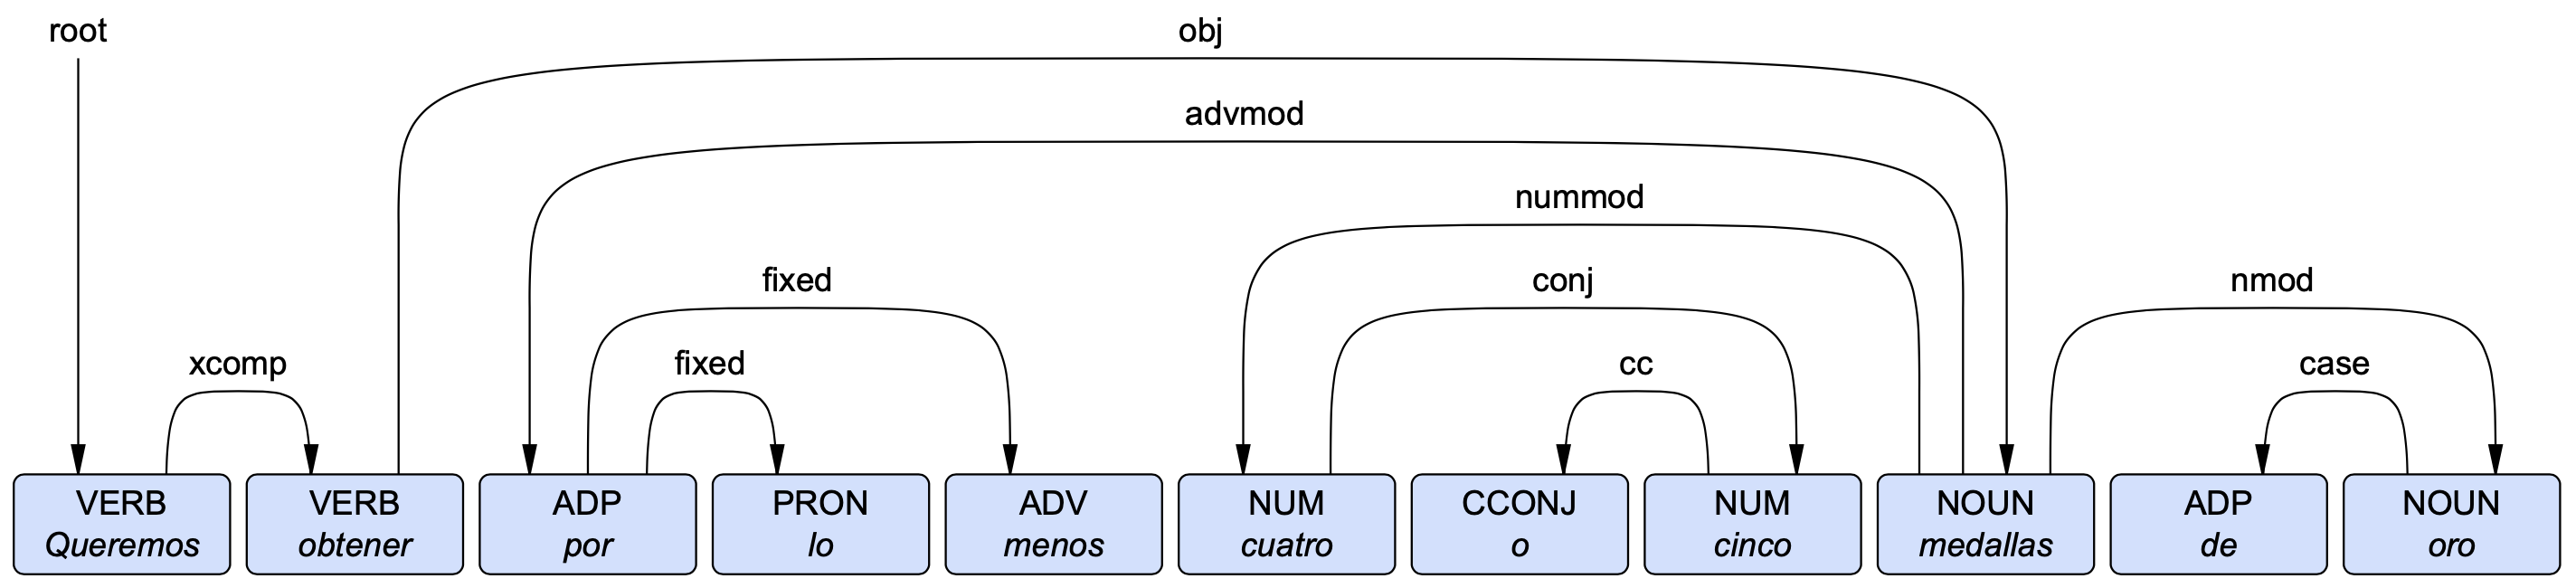 root
obj
advmod
nummod
fixed
conj
nmod
xcomp
fixed
cc
case
VERB VERB ADP PRON ADV NUM CCONJ NUM NOUN ADP NOUN
Queremos obtener por lo menos cuatro o cinco medallas de oro